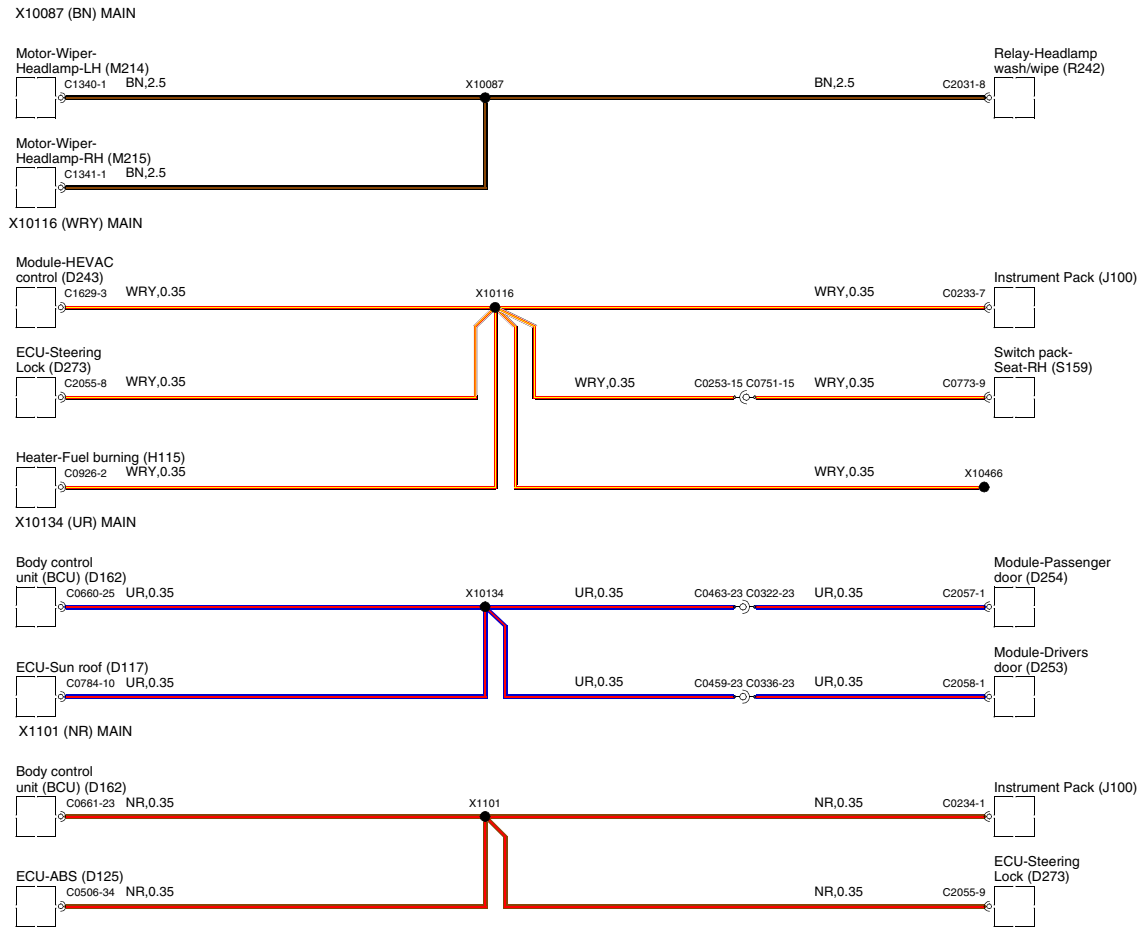 X10087 (BN) MAIN
Motor-Wiper-
Headlamp-LH (M214)
C1340-1 BN,2.5 X10087 BN,2.5 C2031-8
Relay-Headlamp
wash/wipe (R242)
Motor-Wiper-
Headlamp-RH (M215)
C1341-1 BN,2.5
X10116 (WRY) MAIN
Module-HEVAC
control (D243)
C1629-3 WRY,0.35 X10116 WRY,0.35 C0233-7
Instrument Pack (J100)
ECU-Steering
Lock (D273)
C2055-8 WRY,0.35 WRY,0.35 C0253-15 C0751-15 WRY,0.35 C0773-9
Switch pack-
Seat-RH (S159)
Heater-Fuel burning (H115)
C0926-2 WRY,0.35 WRY,0.35 X10466
X10134 (UR) MAIN
Body control
unit (BCU) (D162)
C0660-25 UR,0.35 X10134 UR,0.35 C0463-23 C0322-23 UR,0.35 C2057-1
Module-Passenger
door (D254)
ECU-Sun roof (D117)
C0784-10 UR,0.35 UR,0.35 C0459-23 C0336-23 UR,0.35 C2058-1
Module-Drivers
door (D253)
X1101 (NR) MAIN
Body control
unit (BCU) (D162)
C0661-23 NR,0.35 X1101 NR,0.35 C0234-1
Instrument Pack (J100)
ECU-ABS (D125)
C0506-34 NR,0.35 NR,0.35 C2055-9
ECU-Steering
Lock (D273)